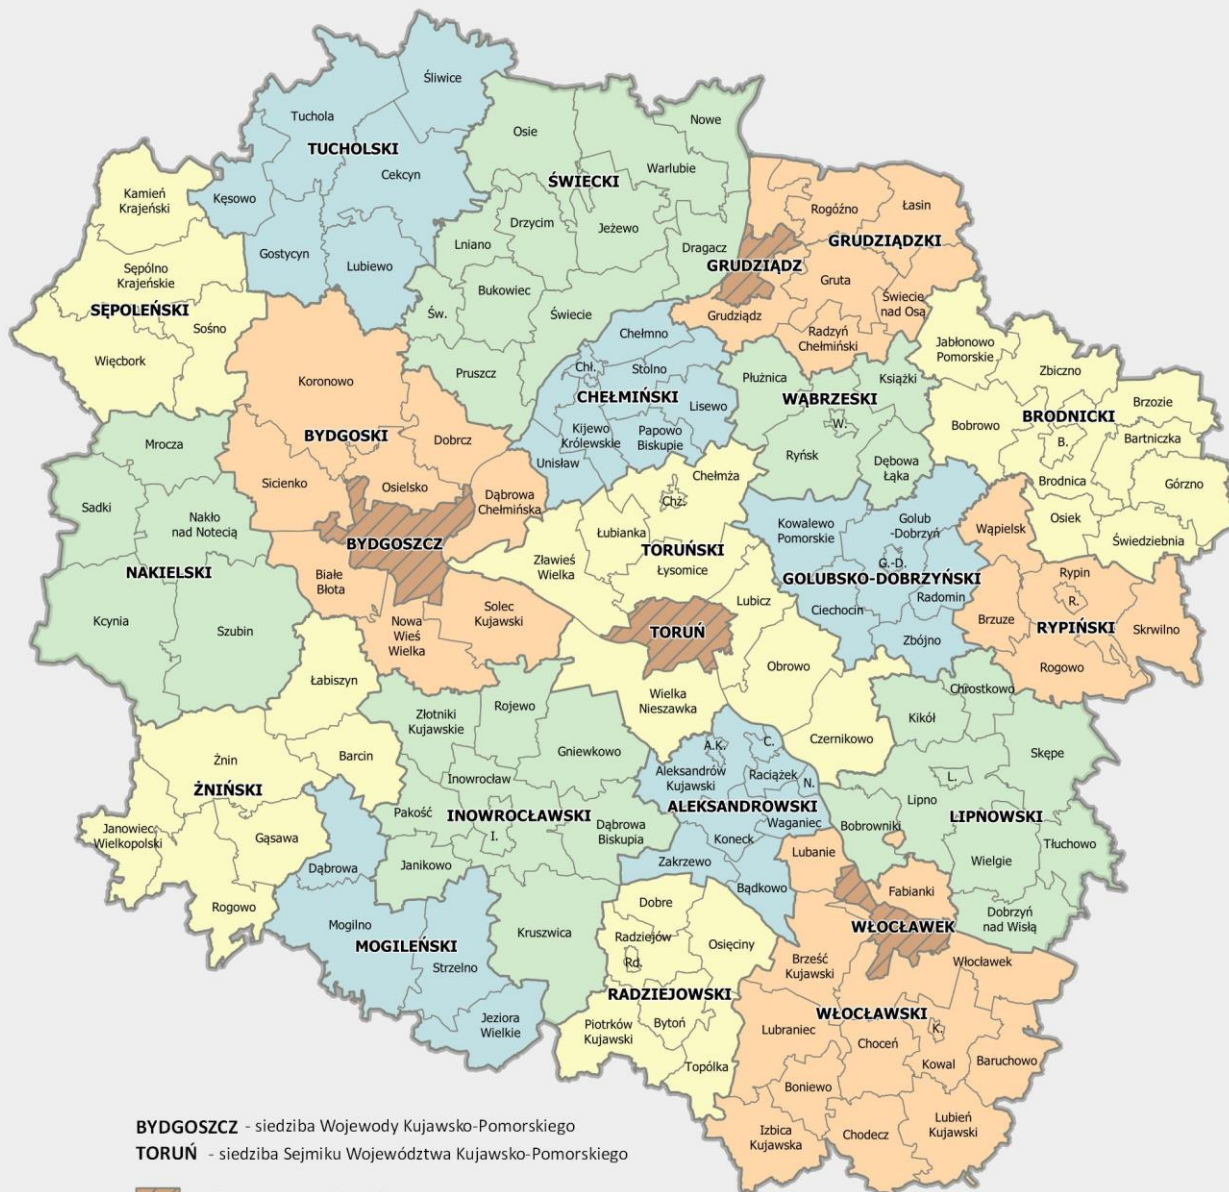 Śliwice
Tuchola
TUCHOLSKI
Cekcyn
Kęsowo
Gostycyn
Lubiewo
Osie
Nowe
Warlubie
ŚWIECKI
Drzycim
Jeżewo
Lniano
Dragacz
Bukowiec
Św.
Świecie
Pruszcz
Kamień
Krajeński
Sępólno
Krajeńskie
SĘPOLEŃSKI
Sośno
Więcbork
Rogóźno
Łasin
GRUDZIĄDZKI
GRUDZIĄDZ
Gruta
Świecie
nad Osą
Grudziądz
Radzyń
Chełmiński
Koronowo
BYDGOSKI
Dobrcz
Sicienko
Osielsko
Dąbrowa
Chełmińska
BYDGOSZCZ
Białe
Błota
Nowa
Wieś
Wielka
Solec
Kujawski
Chełmno
Chł.
Stolno
CHEŁMIŃSKI
Lisewo
Kijewo
Królewskie
Papowo
Biskupie
Unisław
Płużnica
Książki
WĄBRZESKI
W.
Ryńsk
Dębowa
Łąka
Jabłonowo
Pomorskie
Zbiczno
Brzozie
BRODNICKI
Bobrowo
B.
Bartniczka
Brodnica
Górzno
Osiek
Świedziebnia
Mrocza
Sadki
Nakło
nad Notecią
NAKIELSKI
Kcynia
Szubin
Chełmża
Chż.
Łubianka
TORUŃSKI
Zławieś
Wielka
Łysomice
Lubicz
TORUŃ
Obrowo
Wielka
Nieszawka
Czernikowo
Kowalewo
Pomorskie
Golub
-Dobrzyń
G.-D.
GOLUBSKO-DOBRZYŃSKI
Ciechocin
Radomin
Zbójno
Wąpielsk
Rypin
R.
Brzuze
RYPIŃSKI
Skrwilno
Rogowo
Łabiszyn
Żnin
Barcin
ŻNIŃSKI
Janowiec
Wielkopolski
Gąsawa
Rogowo
Złotniki
Kujawskie
Rojewo
Gniewkowo
Inowrocław
Pakość
INOWROCŁAWSKI
I.
Dąbrowa
Biskupia
Janikowo
Kruszwica
A.K.
C.
Aleksandrów
Kujawski
Raciążek
N.
ALEKSANDROWSKI
Waganiec
Koneck
Zakrzewo
Bądkowo
Chrostkowo
Kikół
Skępe
L.
Lipno
Bobrowniki
LIPNOWSKI
Tłuchowo
Wielgie
Dobrzyń
nad Wisłą
Dąbrowa
Mogilno
MOGILEŃSKI
Strzelno
Jeziora
Wielkie
Dobre
Radziejów
Osięciny
Rd.
RADZIEJOWSKI
Piotrków
Kujawski
Bytoń
Topólka
Lubanie
Fabianki
WŁOCŁAWEK
Brześć
Kujawski
Włocławek
WŁOCŁAWSKI
Lubraniec
K.
Choceń
Kowal
Baruchowo
Boniewo
Izbica
Kujawska
Chodecz
Lubień
Kujawski
BYDGOSZCZ - siedziba Wojewody Kujawsko-Pomorskiego
TORUŃ - siedziba Sejmiku Województwa Kujawsko-Pomorskiego